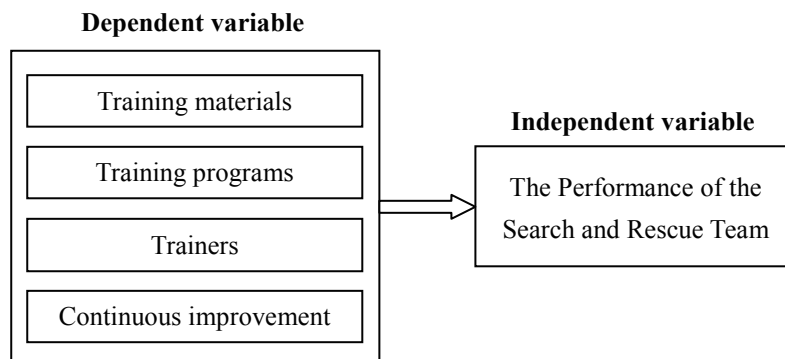 Dependent variable
Training materials
Training programs
Trainers
Continuous improvement
Independent variable
The Performance of the
Search and Rescue Team